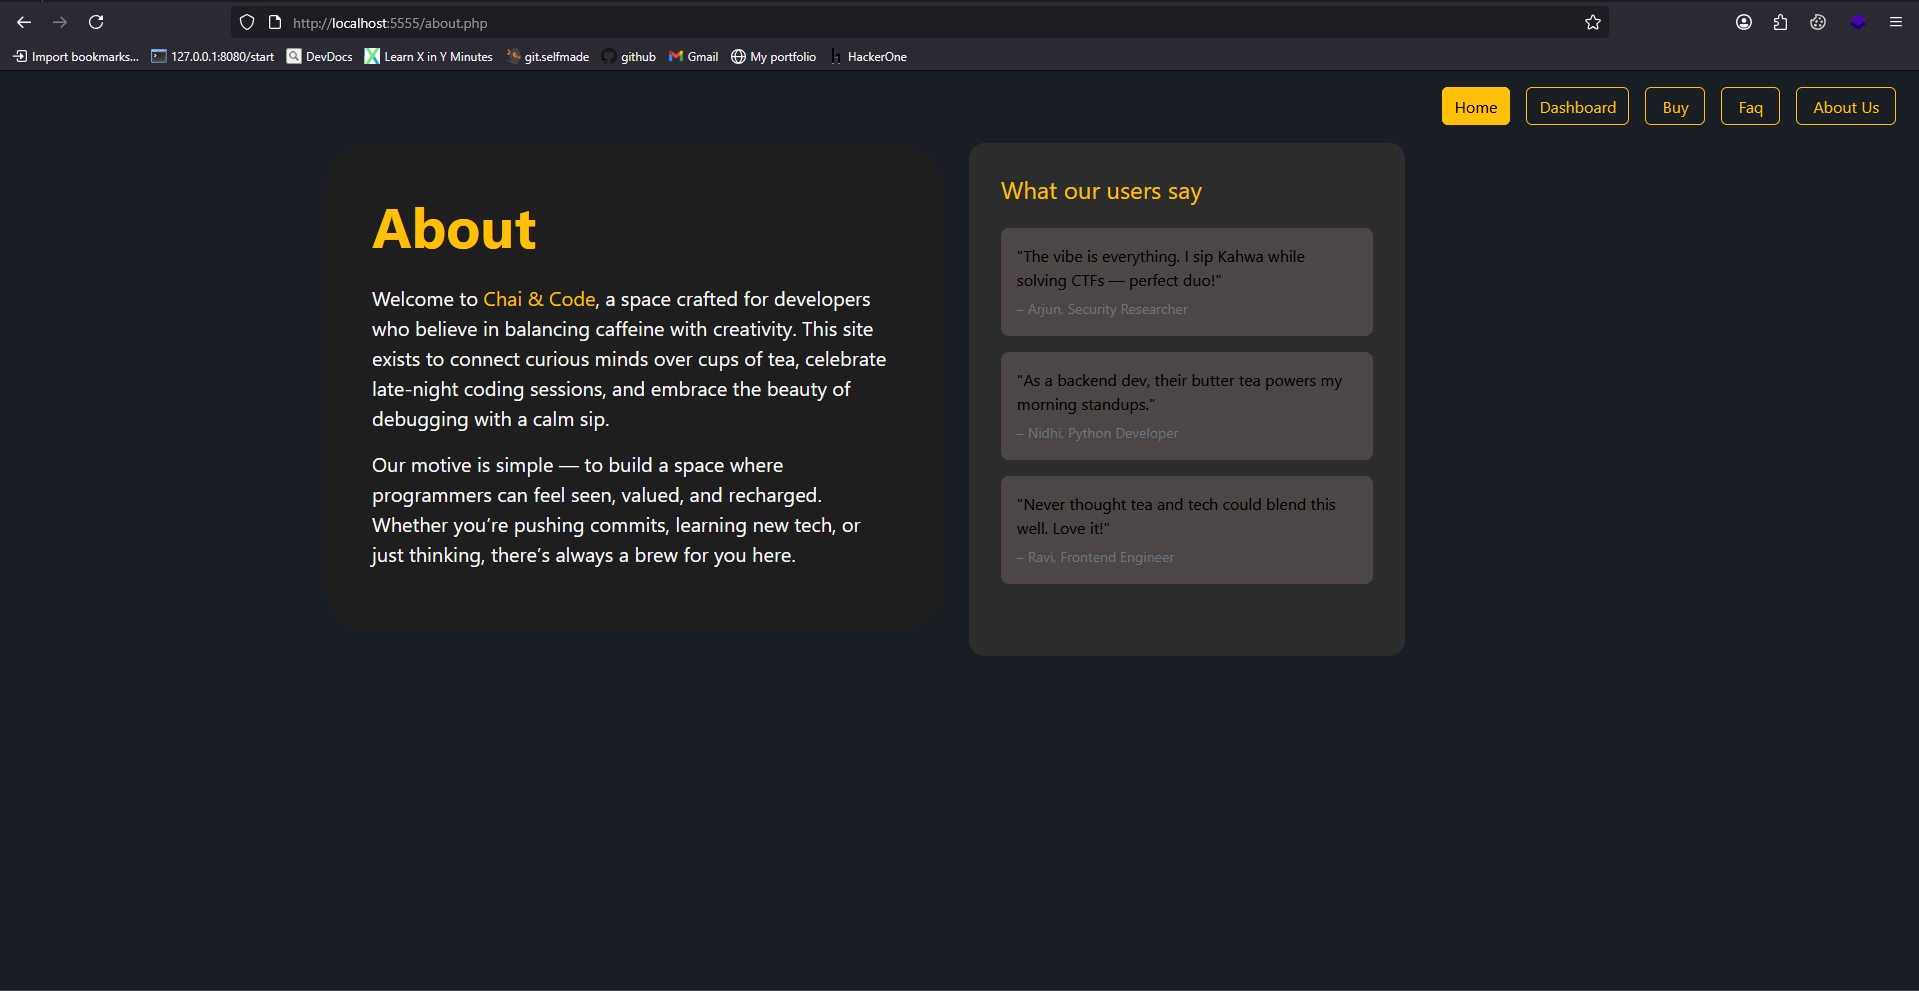 http://localhost:5555/about.php
Import bookmarks... 127.0.0.1:8080/start DevDocs Learn X in Y Minutes git.selfmade github Gmail My portfolio HackerOne
Home Dashboard Buy Faq About Us
About
Welcome to Chai & Code, a space crafted for developers
who believe in balancing caffeine with creativity. This site
exists to connect curious minds over cups of tea, celebrate
late-night coding sessions, and embrace the beauty of
debugging with a calm sip.
Our motive is simple — to build a space where
programmers can feel seen, valued, and recharged.
Whether you’re pushing commits, learning new tech, or
just thinking, there’s always a brew for you here.
What our users say
"The vibe is everything. I sip Kahwa while
solving CTFs — perfect duo!"
– Arjun, Security Researcher
"As a backend dev, their butter tea powers my
morning standups."
– Nidhi, Python Developer
"Never thought tea and tech could blend this
well. Love it!"
– Ravi, Frontend Engineer